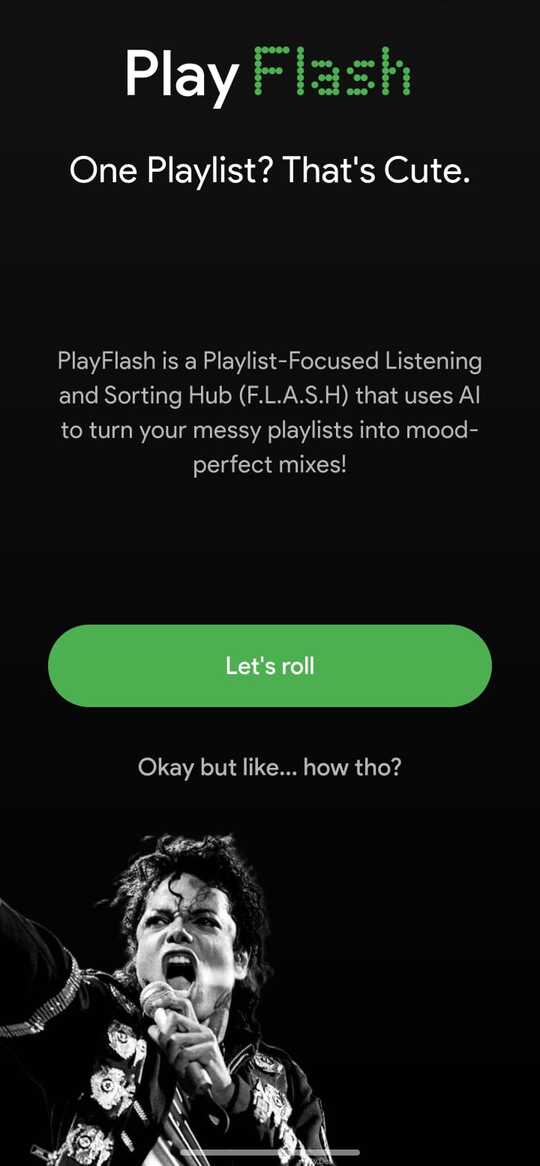 Play Flash
One Playlist? That's Cute.
PlayFlash is a Playlist-Focused Listening
and Sorting Hub (F.L.A.S.H) that uses AI
to turn your messy playlists into mood-
perfect mixes!
Let's roll
Okay but like... how tho?